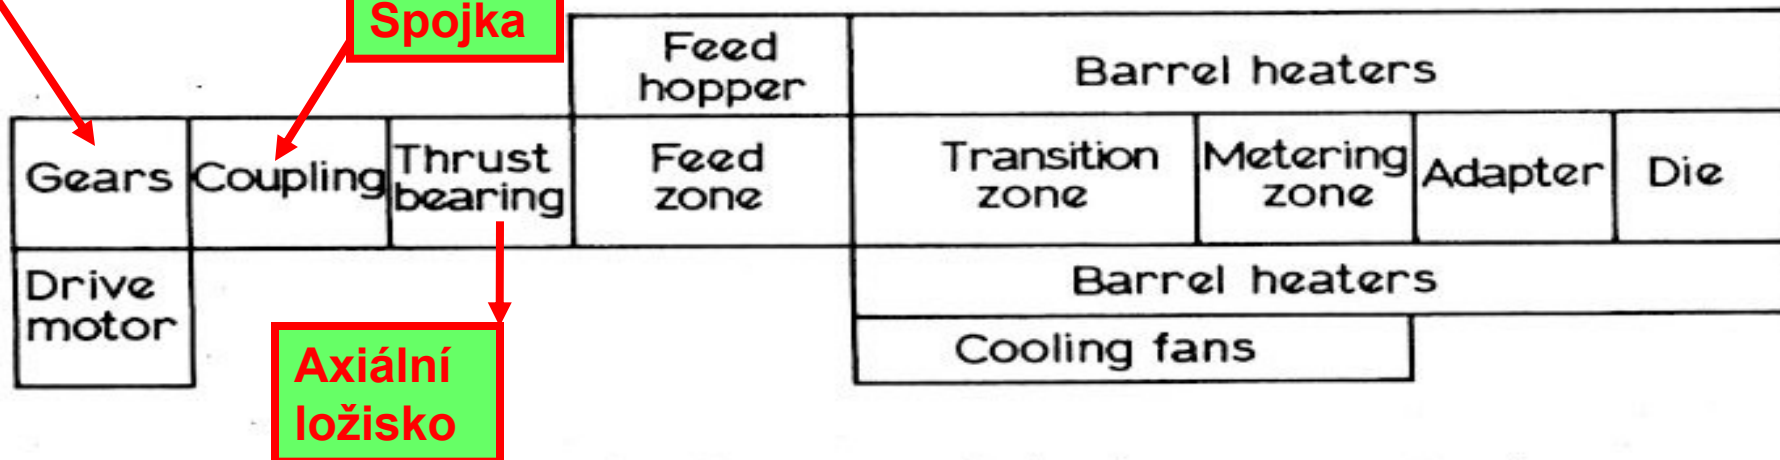 Spojka
Feed
hopper
Barrel heaters
Gears
Coupling
Thrust
bearing
Feed
zone
Transition
zone
Metering
zone
Adapter
Die
Drive
motor
Barrel heaters
Cooling fans
Axiální
ložisko